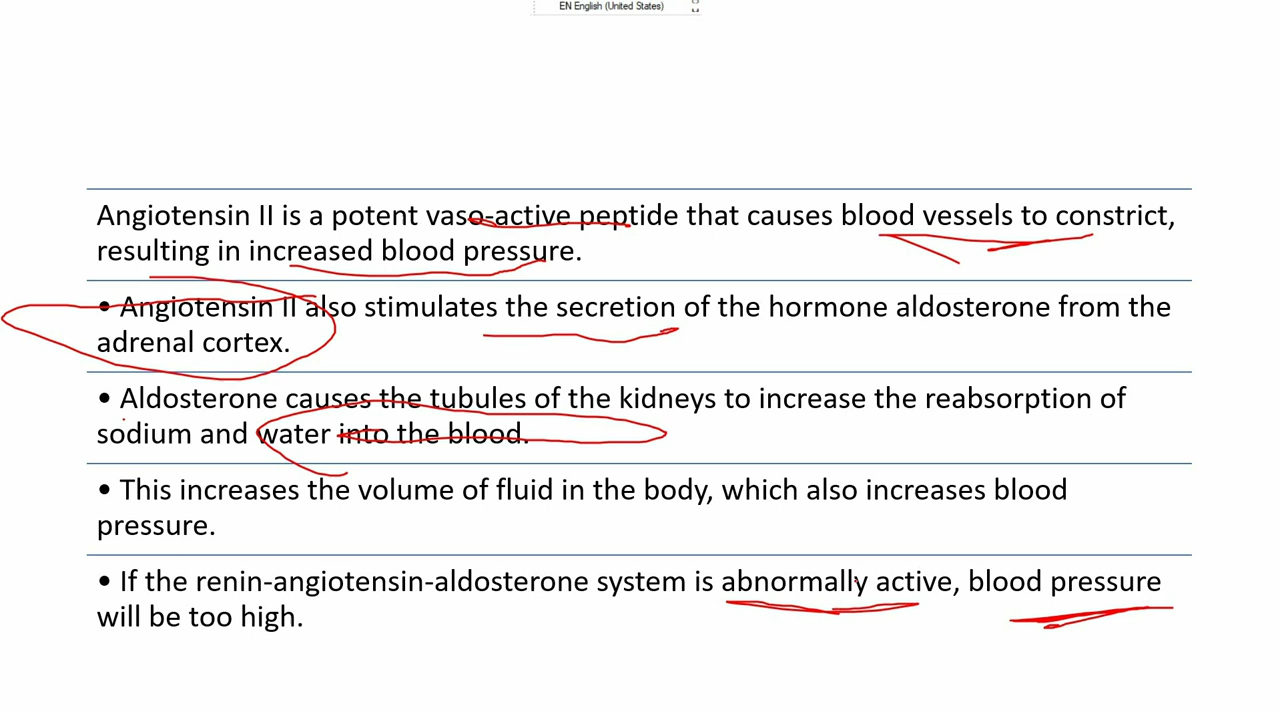 EN English (United States)
Angiotensin II is a potent vaso-active peptide that causes blood vessels to constrict,
resulting in increased blood pressure.
• Angiotensin II also stimulates the secretion of the hormone aldosterone from the
adrenal cortex.
• Aldosterone causes the tubules of the kidneys to increase the reabsorption of
sodium and water into the blood.
• This increases the volume of fluid in the body, which also increases blood
pressure.
• If the renin-angiotensin-aldosterone system is abnormally active, blood pressure
will be too high.